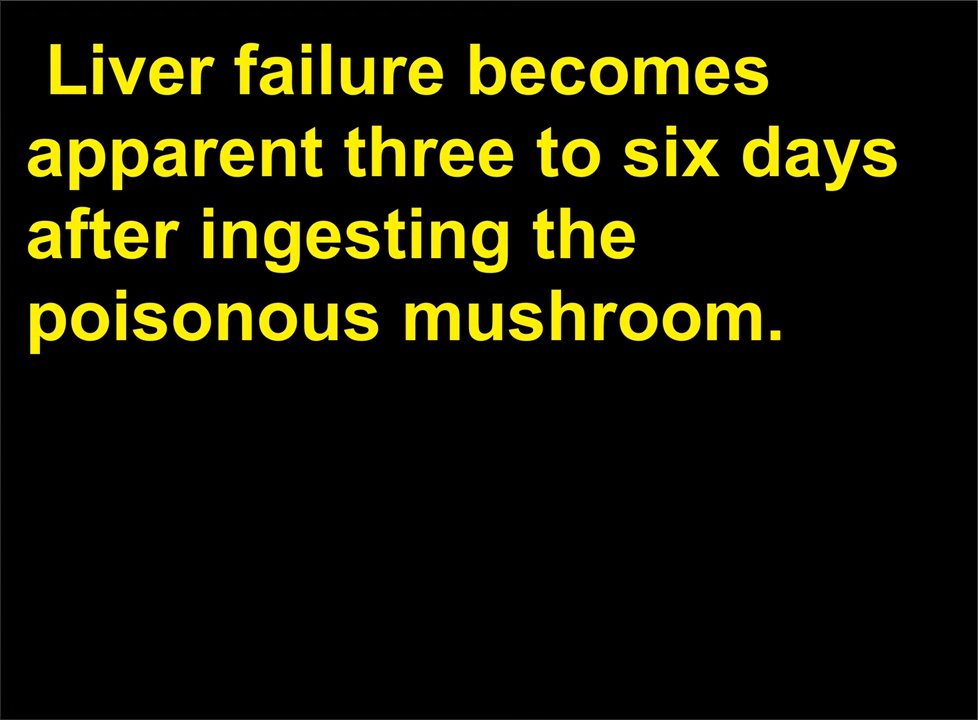 Liver failure becomes
apparent three to six days
after ingesting the
poisonous mushroom.